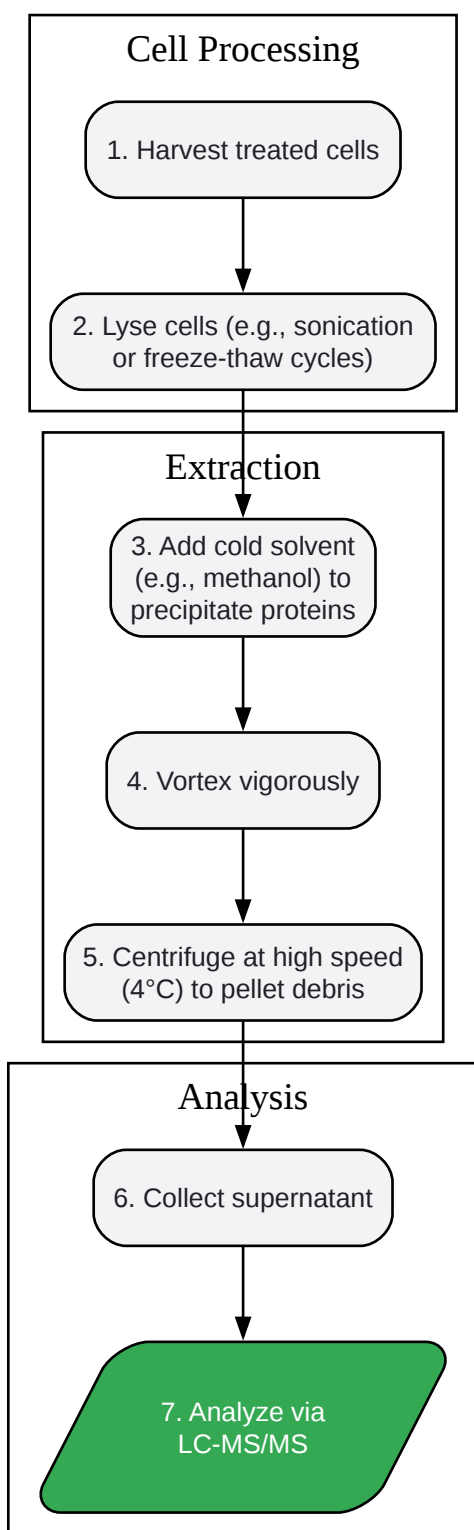 Cell Processing
1. Harvest treated cells
2. Lyse cells (e.g., sonication
or freeze-thaw cycles)
Extraction
3. Add cold solvent
(e.g., methanol) to
precipitate proteins
4. Vortex vigorously
5. Centrifuge at high speed
(4°C) to pellet debris
Analysis
6. Collect supernatant
7. Analyze via
LC-MS/MS